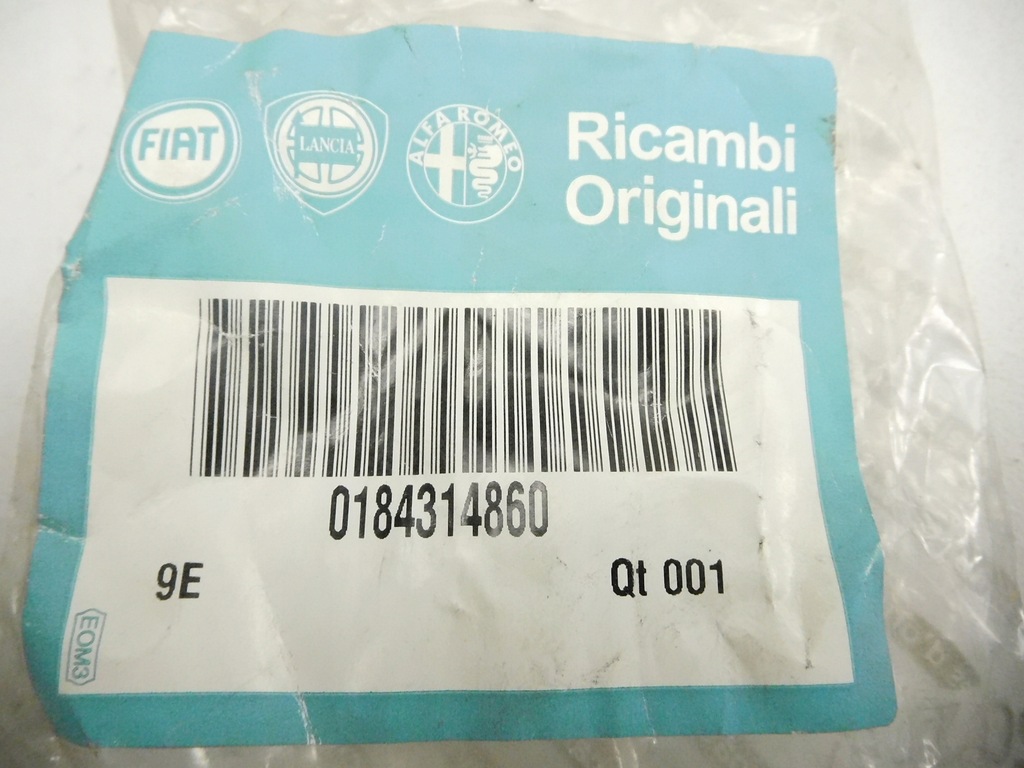 FIAT
LANCIA
ALFA ROMEO
Ricambi
Originali
0184314860
9E
Qt 001
EOM3